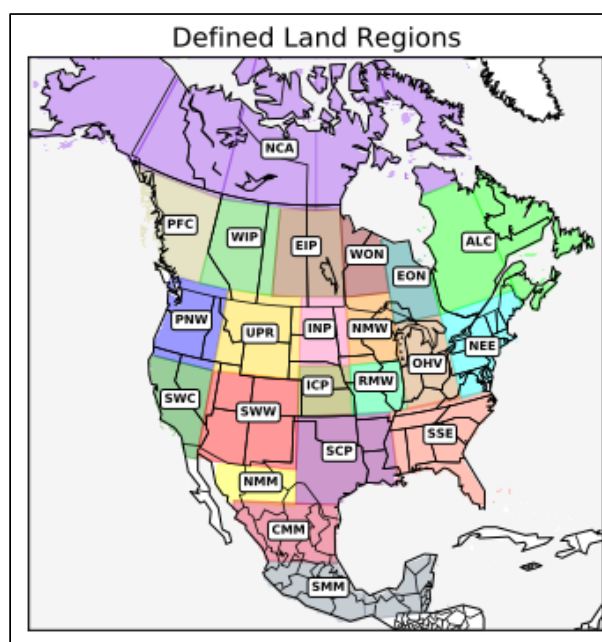 Defined Land Regions
NCA
PFC
WIP
EIP
WON
ALC
EON
PNW
UPR
INP
NMW
NEE
OHV
ICP
RMW
SWC
SWW
SSE
SCP
NMM
CMM
SMM